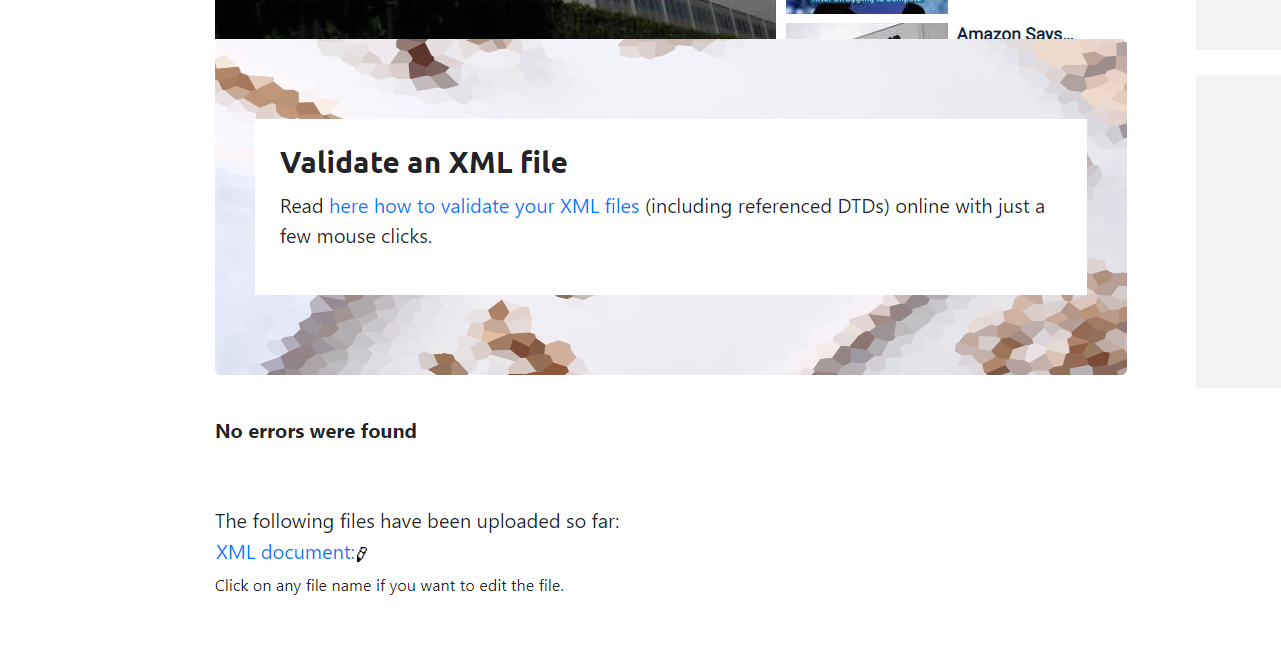 Amazon Says...
Validate an XML file
Read here how to validate your XML files (including referenced DTDs) online with just a
few mouse clicks.
No errors were found
The following files have been uploaded so far:
XML document:
Click on any file name if you want to edit the file.